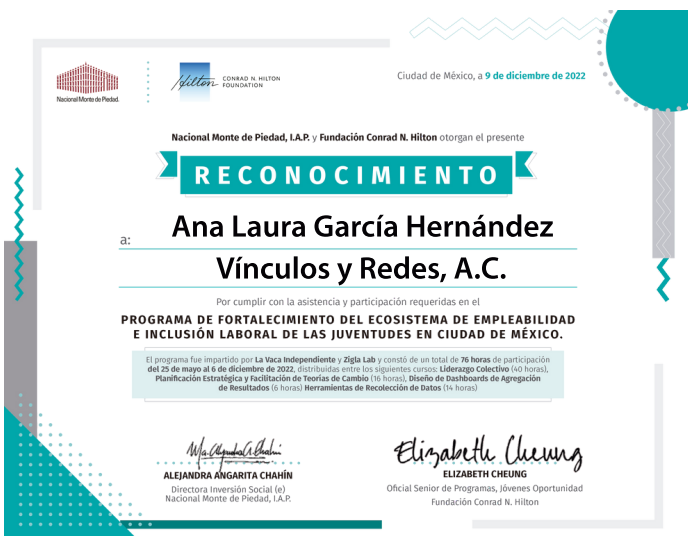 Nacional Monte de Piedad.
Hilton
CONRAD N. HILTON
FOUNDATION
Ciudad de México, a 9 de diciembre de 2022
Nacional Monte de Piedad, I.A.P. y Fundación Conrad N. Hilton otorgan el presente
RECONOCIMIENTO
a:
Ana Laura García Hernández
Vínculos y Redes, A.C.
Por cumplir con la asistencia y participación requeridas en el
PROGRAMA DE FORTALECIMIENTO DEL ECOSISTEMA DE EMPLEABILIDAD
E INCLUSIÓN LABORAL DE LAS JUVENTUDES EN CIUDAD DE MÉXICO.
El programa fue impartido por La Vaca Independiente y Zigla Lab y constó de un total de 76 horas de participación
del 25 de mayo al 6 de diciembre de 2022, distribuidas entre los siguientes cursos: Liderazgo Colectivo (40 horas),
Planificación Estratégica y Facilitación de Teorías de Cambio (16 horas), Diseño de Dashboards de Agregación
de Resultados (6 horas) Herramientas de Recolección de Datos (14 horas)
Elizabeth Cheung
ALEJANDRA ANGARITA CHAHÍN
Directora Inversión Social (e)
Nacional Monte de Piedad, I.A.P.
ELIZABETH CHEUNG
Oficial Senior de Programas, Jóvenes Oportunidad
Fundación Conrad N. Hilton